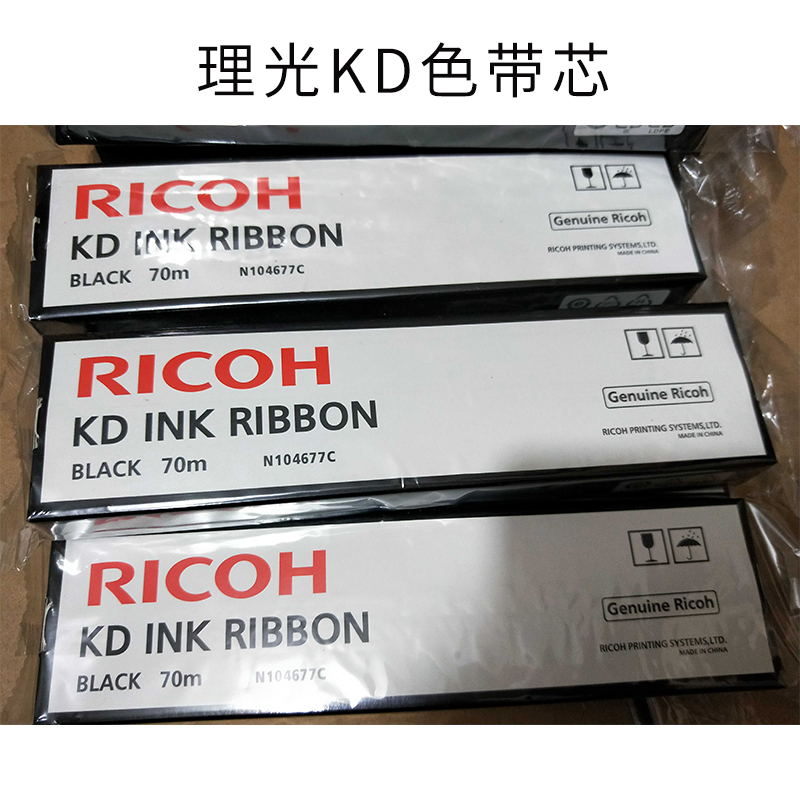 理光KD色带芯
RICOH
KD INK RIBBON
BLACK 70m N104677C
Genuine Ricoh
RICOH PRINTING SYSTEMS,LTD.
MADE IN CHINA
RICOH
KD INK RIBBON
BLACK 70m N104677C
Genuine Ricoh
RICOH PRINTING SYSTEMS,LTD.
MADE IN CHINA
RICOH
KD INK RIBBON
BLACK 70m N104677C
Genuine Ricoh
RICOH PRINTING SYSTEMS,LTD.
MADE IN CHINA